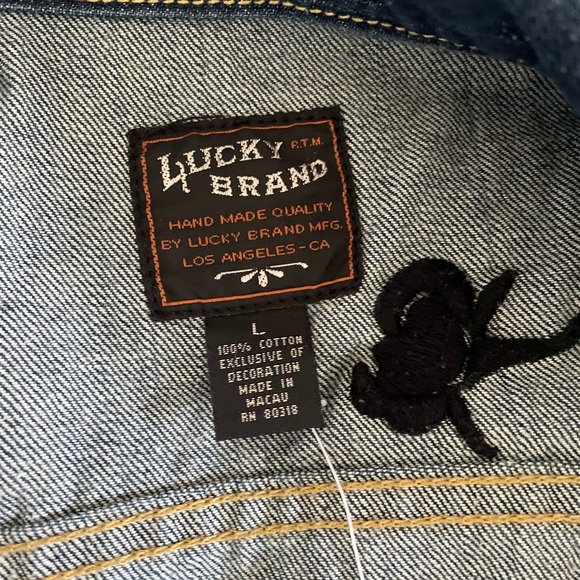 LUCKY R.T.M.
BRAND
HAND MADE QUALITY
BY LUCKY BRAND MFG.
LOS ANGELES-CA
L
100% COTTON
EXCLUSIVE OF
DECORATION
MADE IN
MACAU
RN 80318